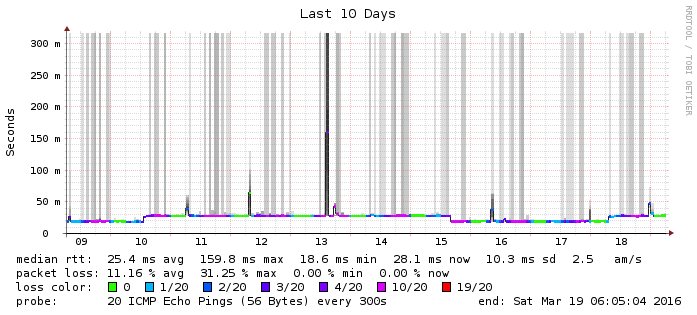 Last 10 Days
RRDTOOL / TOBI OETIKER
Seconds
300 m
250 m
200 m
150 m
100 m
50 m
0
09 10 11 12 13 14 15 16 17 18
median rtt: 25.4 ms avg 159.8 ms max 18.6 ms min 28.1 ms now 10.3 ms sd 2.5 am/s
packet loss: 11.16 % avg 31.25 % max 0.00 % min 0.00 % now
loss color: 0 1/20 2/20 3/20 4/20 10/20 19/20
probe: 20 ICMP Echo Pings (56 Bytes) every 300s end: Sat Mar 19 06:05:04 2016